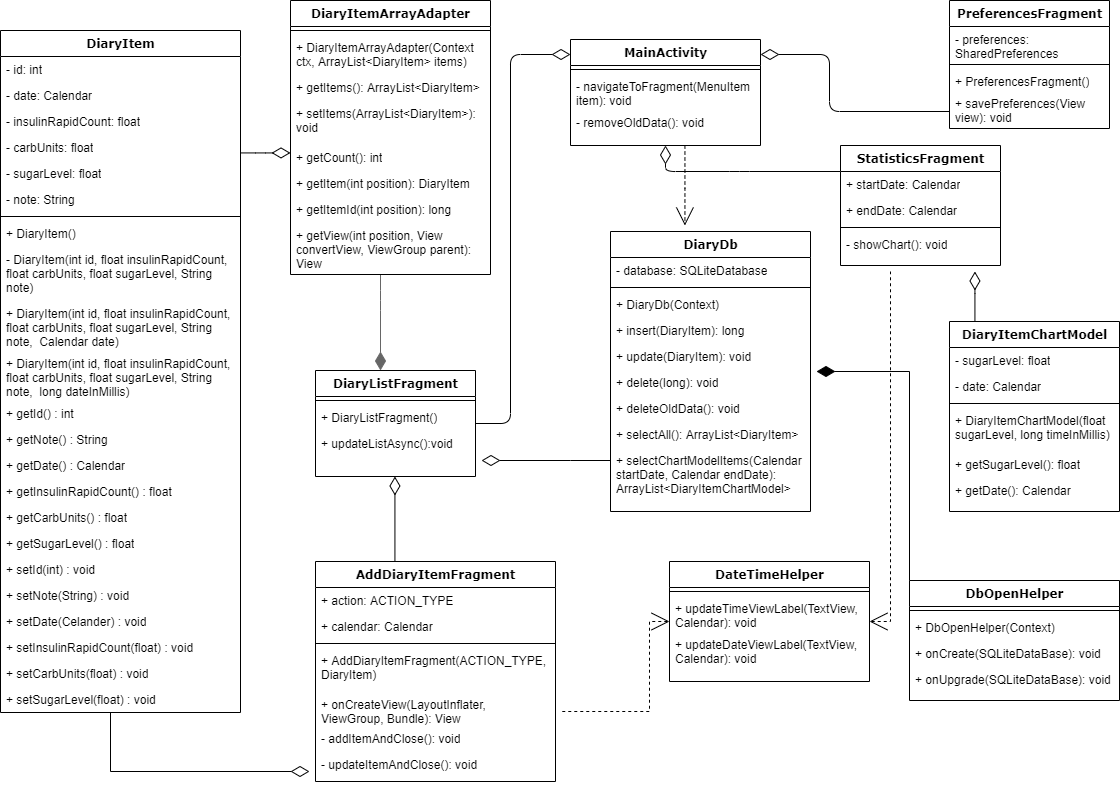 DiaryItem
- id: int
- date: Calendar
- insulinRapidCount: float
- carbUnits: float
- sugarLevel: float
- note: String
+ DiaryItem()
- DiaryItem(int id, float insulinRapidCount,
float carbUnits, float sugarLevel, String
note)
+ DiaryItem(int id, float insulinRapidCount,
float carbUnits, float sugarLevel, String
note,  Calendar date)
+ DiaryItem(int id, float insulinRapidCount,
float carbUnits, float sugarLevel, String
note,  long dateInMillis)
+ getId() : int
+ getNote() : String
+ getDate() : Calendar
+ getInsulinRapidCount() : float
+ getCarbUnits() : float
+ getSugarLevel() : float
+ setId(int) : void
+ setNote(String) : void
+ setDate(Celander) : void
+ setInsulinRapidCount(float) : void
+ setCarbUnits(float) : void
+ setSugarLevel(float) : void
DiaryItemArrayAdapter
+ DiaryItemArrayAdapter(Context
ctx, ArrayList<DiaryItem> items)
+ getItems(): ArrayList<DiaryItem>
+ setItems(ArrayList<DiaryItem>):
void
+ getCount(): int
+ getItem(int position): DiaryItem
+ getItemId(int position): long
+ getView(int position, View
convertView, ViewGroup parent):
View
MainActivity
- navigateToFragment(MenuItem
item): void
- removeOldData(): void
PreferencesFragment
- preferences:
SharedPreferences
+ PreferencesFragment()
+ savePreferences(View
view): void
StatisticsFragment
+ startDate: Calendar
+ endDate: Calendar
- showChart(): void
DiaryDb
- database: SQLiteDatabase
+ DiaryDb(Context)
+ insert(DiaryItem): long
+ update(DiaryItem): void
+ delete(long): void
+ deleteOldData(): void
+ selectAll(): ArrayList<DiaryItem>
+ selectChartModelItems(Calendar
startDate, Calendar endDate):
ArrayList<DiaryItemChartModel>
DiaryItemChartModel
- sugarLevel: float
- date: Calendar
+ DiaryItemChartModel(float
sugarLevel, long timeInMillis)
+ getSugarLevel(): float
+ getDate(): Calendar
DiaryListFragment
+ DiaryListFragment()
+ updateListAsync():void
AddDiaryItemFragment
+ action: ACTION_TYPE
+ calendar: Calendar
+ AddDiaryItemFragment(ACTION_TYPE,
DiaryItem)
+ onCreateView(LayoutInflater,
ViewGroup, Bundle): View
- addItemAndClose(): void
- updateItemAndClose(): void
DateTimeHelper
+ updateTimeViewLabel(TextView,
Calendar): void
+ updateDateViewLabel(TextView,
Calendar): void
DbOpenHelper
+ DbOpenHelper(Context)
+ onCreate(SQLiteDataBase): void
+ onUpgrade(SQLiteDataBase): void